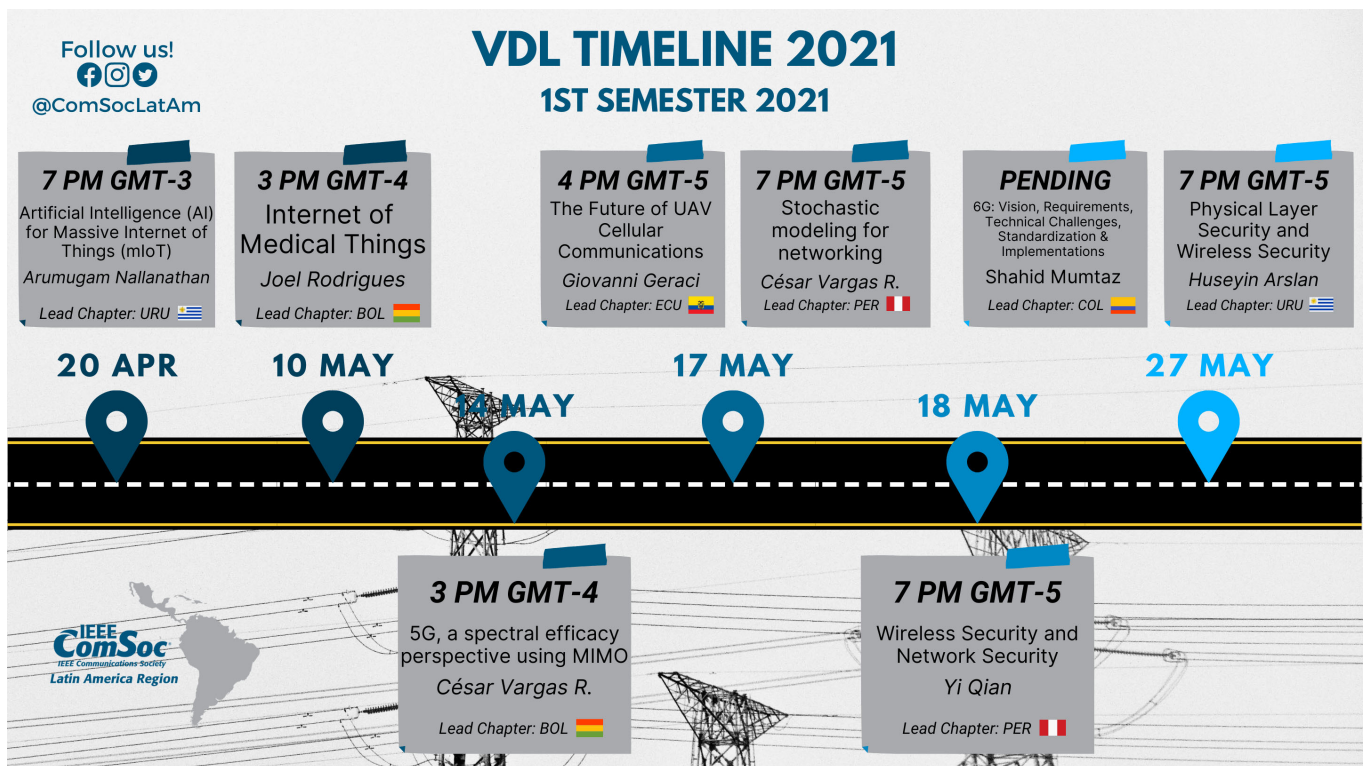 Follow us!
@ComSocLatAm
VDL TIMELINE 2021
1ST SEMESTER 2021
7 PM GMT-3
Artificial Intelligence (AI)
for Massive Internet of
Things (mIoT)
Arumugam Nallanathan
Lead Chapter: URU
3 PM GMT-4
Internet of
Medical Things
Joel Rodrigues
Lead Chapter: BOL
4 PM GMT-5
The Future of UAV
Cellular
Communications
Giovanni Geraci
Lead Chapter: ECU
7 PM GMT-5
Stochastic
modeling for
networking
César Vargas R.
Lead Chapter: PER
PENDING
6G: Vision, Requirements,
Technical Challenges,
Standardization &
Implementations
Shahid Mumtaz
Lead Chapter: COL
7 PM GMT-5
Physical Layer
Security and
Wireless Security
Huseyin Arslan
Lead Chapter: URU
20 APR
10 MAY
14 MAY
17 MAY
18 MAY
27 MAY
3 PM GMT-4
5G, a spectral efficacy
perspective using MIMO
César Vargas R.
Lead Chapter: BOL
7 PM GMT-5
Wireless Security and
Network Security
Yi Qian
Lead Chapter: PER
IEEE
ComSoc
IEEE Communications Society
Latin America Region